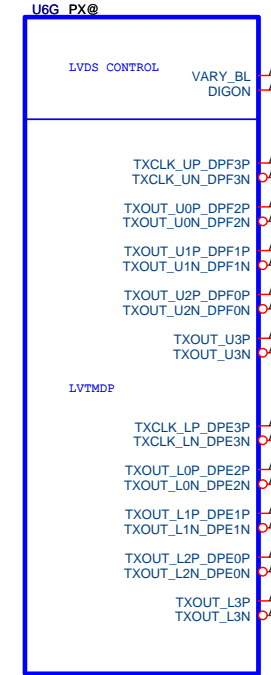 U6G PX@
LVDS CONTROL
VARY_BL
DIGON
TXCLK_UP_DPF3P
TXCLK_UN_DPF3N
TXOUT_U0P_DPF2P
TXOUT_U0N_DPF2N
TXOUT_U1P_DPF1P
TXOUT_U1N_DPF1N
TXOUT_U2P_DPF0P
TXOUT_U2N_DPF0N
TXOUT_U3P
TXOUT_U3N
LVTMDP
TXCLK_LP_DPE3P
TXCLK_LN_DPE3N
TXOUT_L0P_DPE2P
TXOUT_L0N_DPE2N
TXOUT_L1P_DPE1P
TXOUT_L1N_DPE1N
TXOUT_L2P_DPE0P
TXOUT_L2N_DPE0N
TXOUT_L3P
TXOUT_L3N